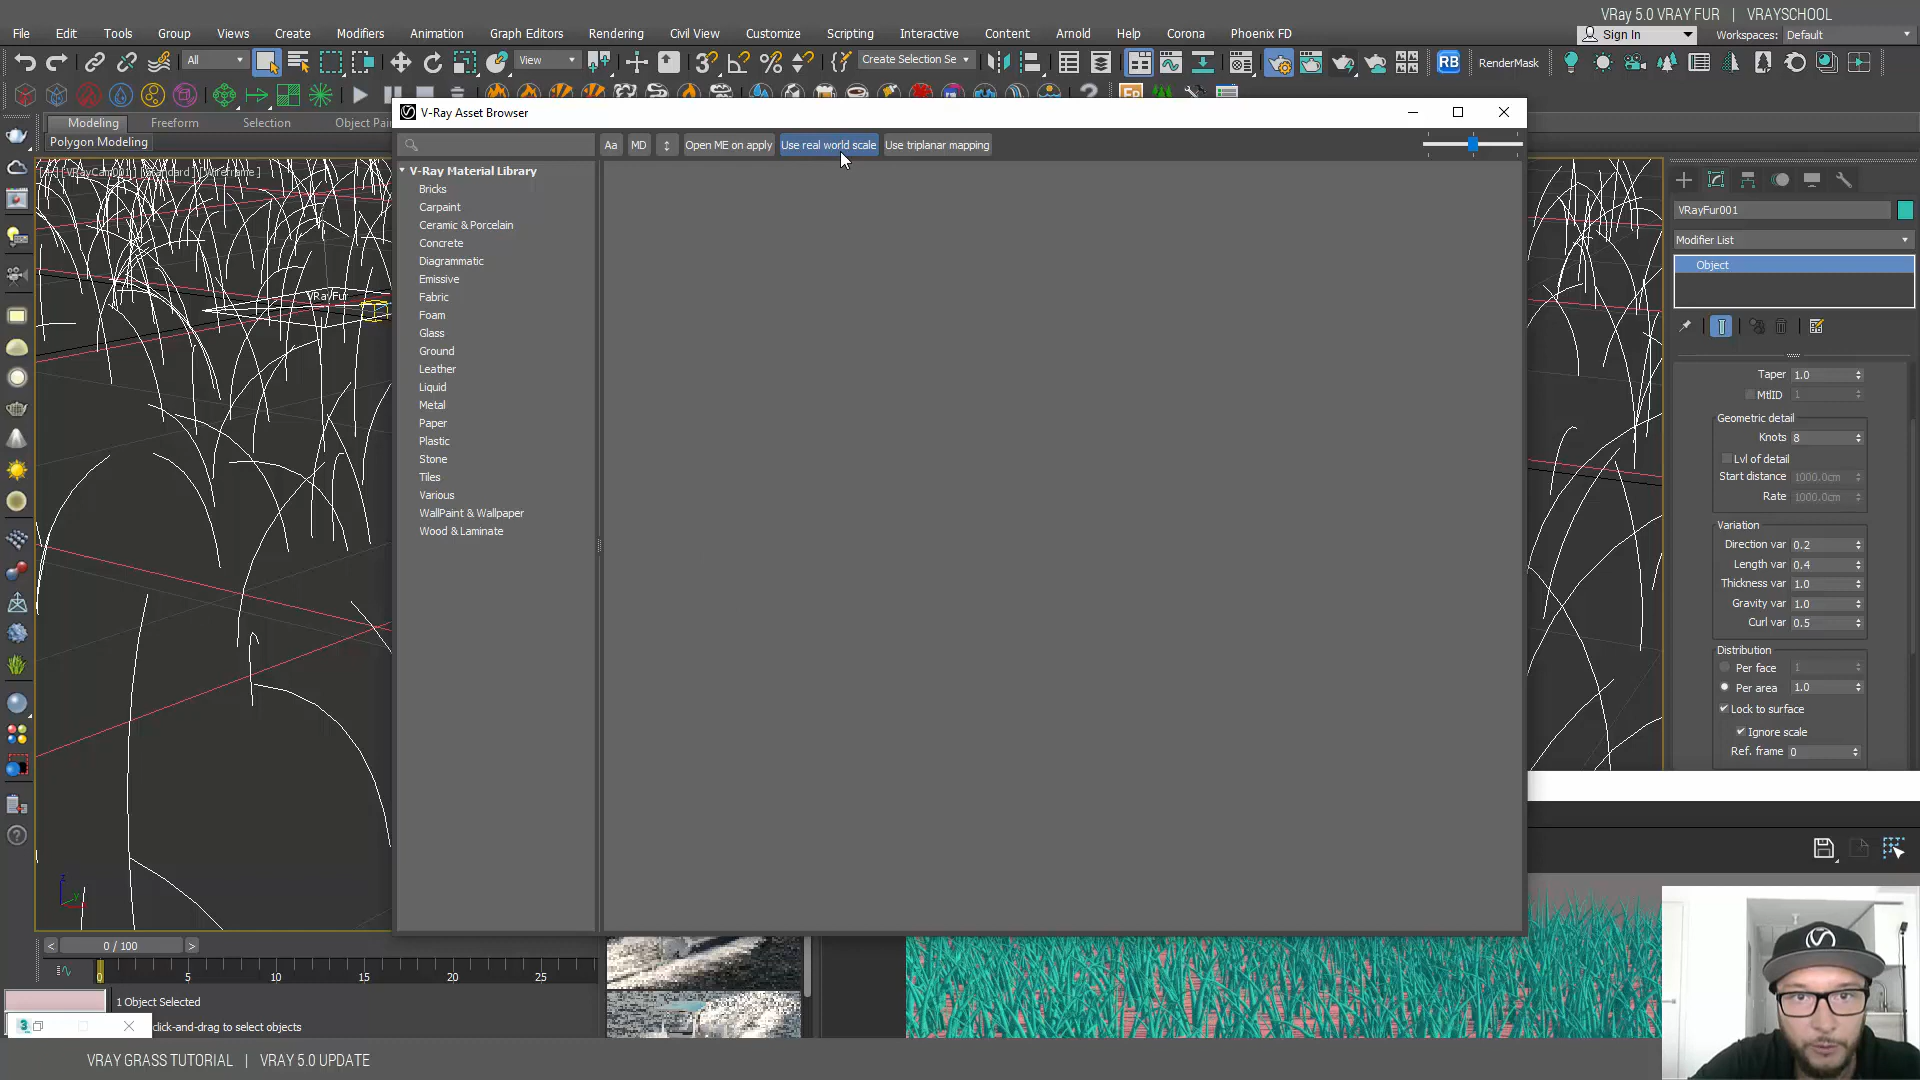 VRay 5.0 VRAY FUR | VRAYSCHOOL
File Edit Tools Group Views Create Modifiers Animation Graph Editors Rendering Civil View Customize Scripting Interactive Content Arnold Help Corona Phoenix FD
Sign In Workspaces: Default
All View Create Selection Se RB RenderMask
Modeling Freeform Selection Object Pai
Polygon Modeling
V-Ray Asset Browser
Aa MD Open ME on apply Use real world scale Use triplanar mapping
V-Ray Material Library
Bricks
Carpaint
Ceramic & Porcelain
Concrete
Diagrammatic
Emissive
Fabric
Foam
Glass
Ground
Leather
Liquid
Metal
Paper
Plastic
Stone
Tiles
Various
WallPaint & Wallpaper
Wood & Laminate
VRayFur
VRayFur001
Modifier List
Object
Taper 1.0
MtlID 1
Geometric detail
Knots 8
Lvl of detail
Start distance 1000.0cm
Rate 1000.0cm
Variation
Direction var 0.2
Length var 0.4
Thickness var 1.0
Gravity var 1.0
Curl var 0.5
Distribution
Per face 1
Per area 1.0
Lock to surface
Ignore scale
Ref. frame 0
< 0 / 100 >
0 5 10 15 20 25
1 Object Selected
click-and-drag to select objects
VRAY GRASS TUTORIAL | VRAY 5.0 UPDATE